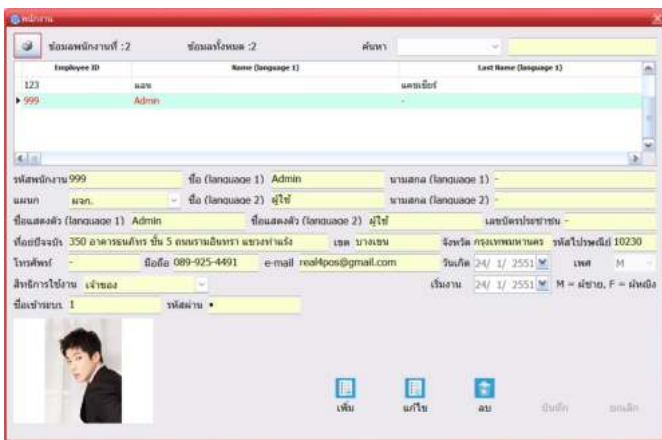 พนักงาน
ข้อมูลพนักงานที่ :2 ข้อมูลทั้งหมด :2 ค้นหา
Employee ID Name (language 1) Last Name (language 1)
123 แอน แคชเชียร์
999 Admin -
รหัสพนักงาน 999 ชื่อ (language 1) Admin นามสกุล (language 1) -
แผนก ผจก. ชื่อ (language 2) ผู้ใช้ นามสกุล (language 2) -
ชื่อแสดงตัว (language 1) Admin ชื่อแสดงตัว (language 2) ผู้ใช้ เลขบัตรประชาชน -
ที่อยู่ปัจจุบัน 350 อาคารธนภัทร ชั้น 5 ถนนรามอินทรา แขวงท่าแร้ง เขต บางเขน จังหวัด กรุงเทพมหานคร รหัสไปรษณีย์ 10230
โทรศัพท์ - มือถือ 089-925-4491 e-mail real4pos@gmail.com วันเกิด 24/ 1/ 2551 เพศ M
สิทธิการใช้งาน เจ้าของ เริ่มงาน 24/ 1/ 2551 M = ผู้ชาย, F = ผู้หญิง
ชื่อเข้าระบบ 1 รหัสผ่าน •
เพิ่ม แก้ไข ลบ บันทึก ยกเลิก